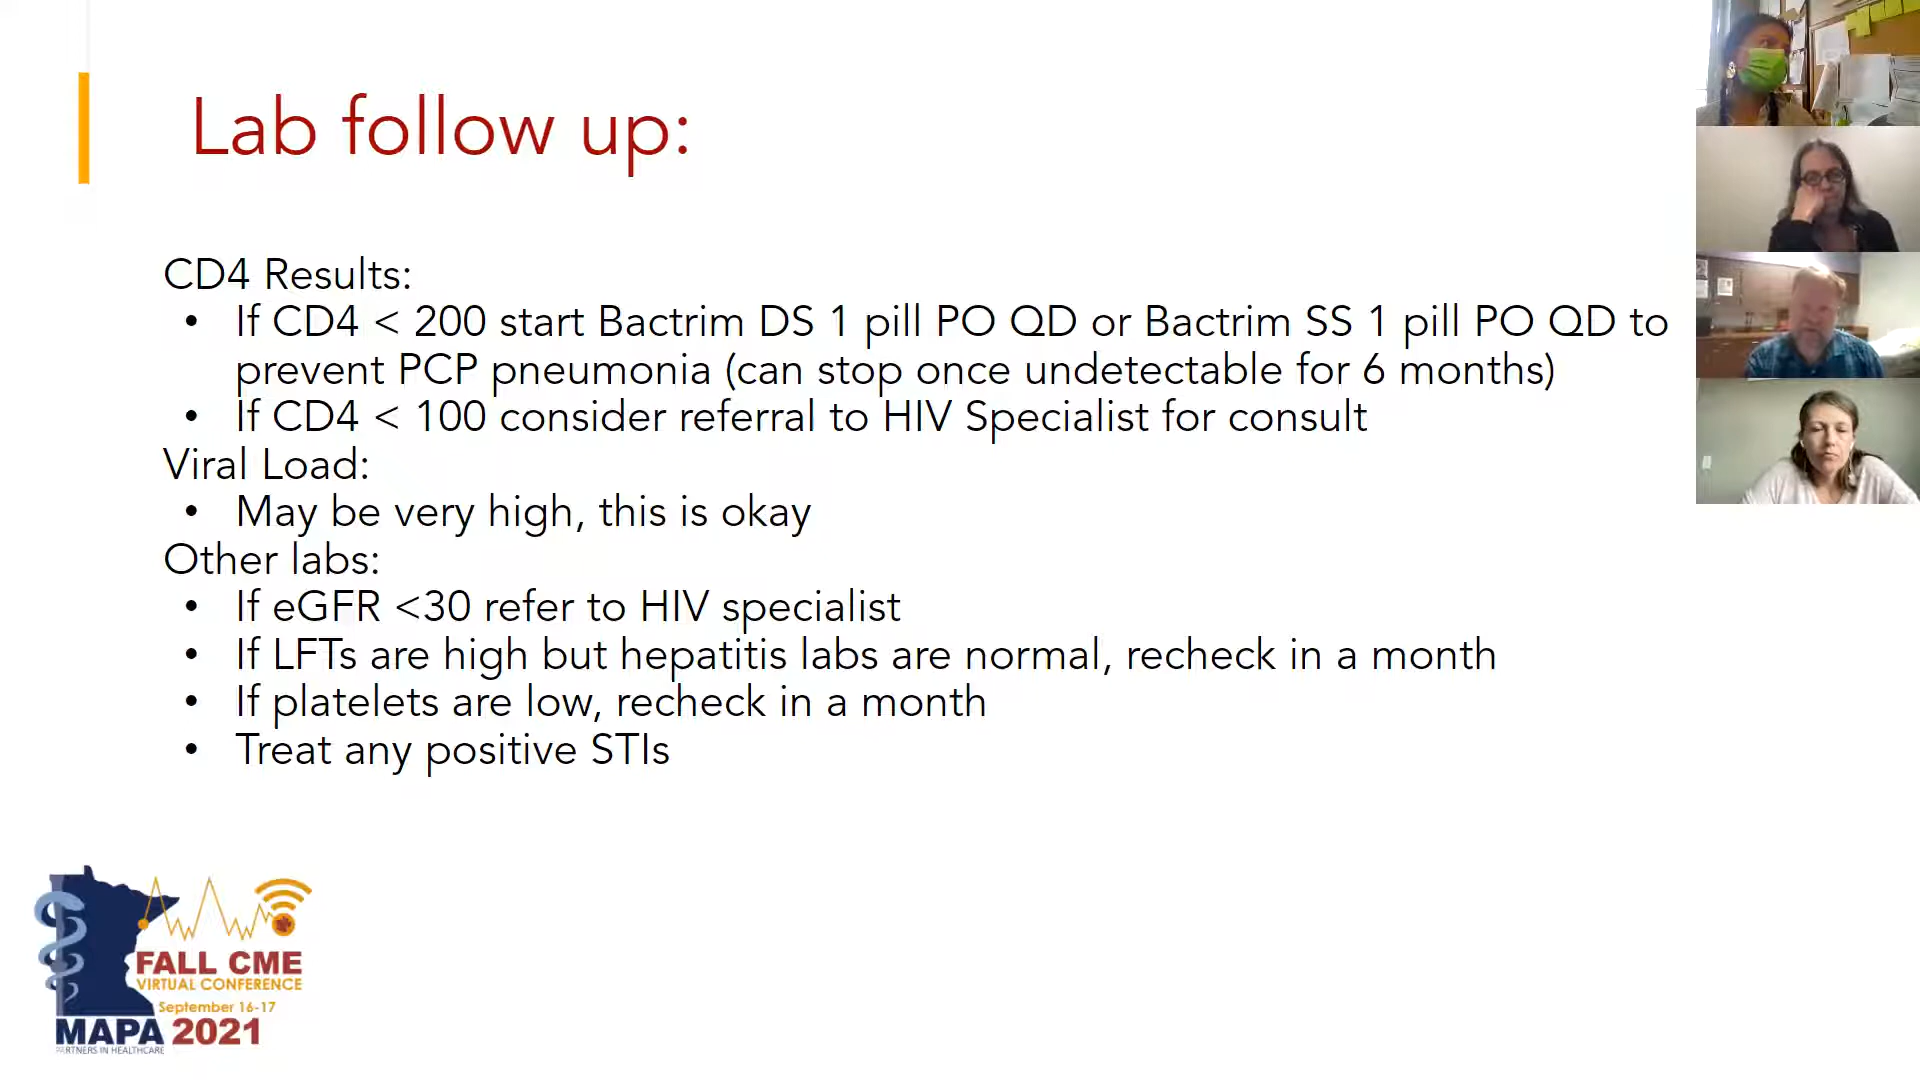 Lab follow up:
CD4 Results:
• If CD4 < 200 start Bactrim DS 1 pill PO QD or Bactrim SS 1 pill PO QD to
prevent PCP pneumonia (can stop once undetectable for 6 months)
• If CD4 < 100 consider referral to HIV Specialist for consult
Viral Load:
• May be very high, this is okay
Other labs:
• If eGFR <30 refer to HIV specialist
• If LFTs are high but hepatitis labs are normal, recheck in a month
• If platelets are low, recheck in a month
• Treat any positive STIs
FALL CME
VIRTUAL CONFERENCE
September 16-17
MAPA 2021
PARTNERS IN HEALTHCARE